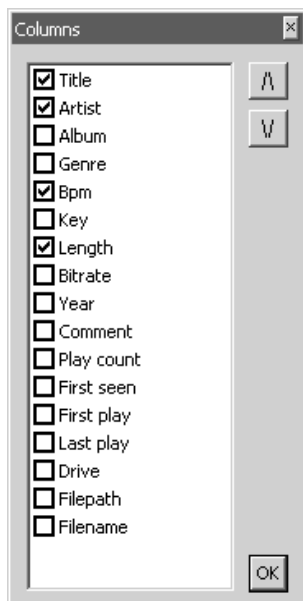 Columns
Title
Artist
Album
Genre
Bpm
Key
Length
Bitrate
Year
Comment
Play count
First seen
First play
Last play
Drive
Filepath
Filename
OK